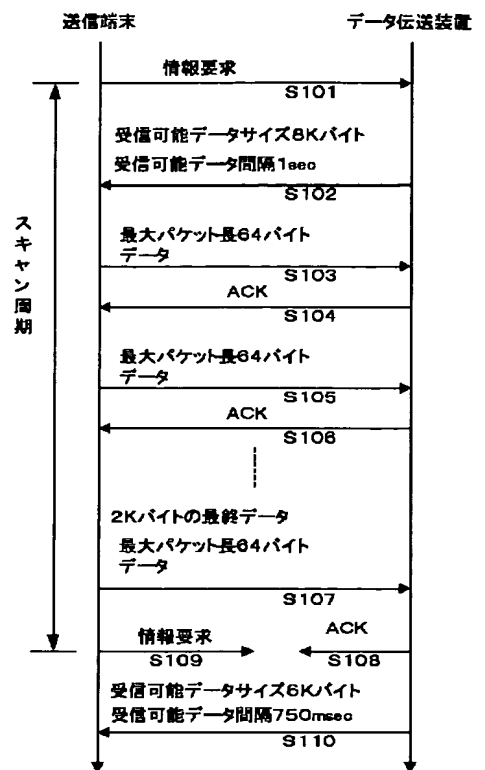 送信端末
データ伝送装置
情報要求
S101
受信可能データサイズ8Kバイト
受信可能データ間隔1sec
S102
スキャン周期
最大パケット長64バイト
データ
S103
ACK
S104
最大パケット長64バイト
データ
S105
ACK
S106
2Kバイトの最終データ
最大パケット長64バイト
データ
S107
情報要求
ACK
S109
S108
受信可能データサイズ6Kバイト
受信可能データ間隔750msec
S110